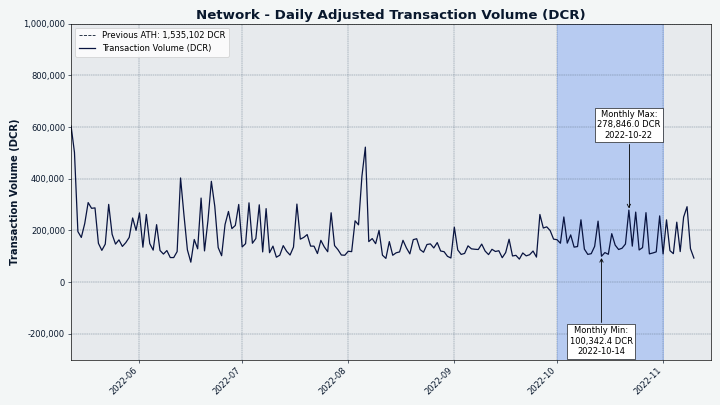 Network - Daily Adjusted Transaction Volume (DCR)
Previous ATH: 1,535,102 DCR
Transaction Volume (DCR)
Transaction Volume (DCR)
1,000,000
800,000
600,000
400,000
200,000
0
-200,000
Monthly Max:
278,846.0 DCR
2022-10-22
Monthly Min:
100,342.4 DCR
2022-10-14
2022-06
2022-07
2022-08
2022-09
2022-10
2022-11